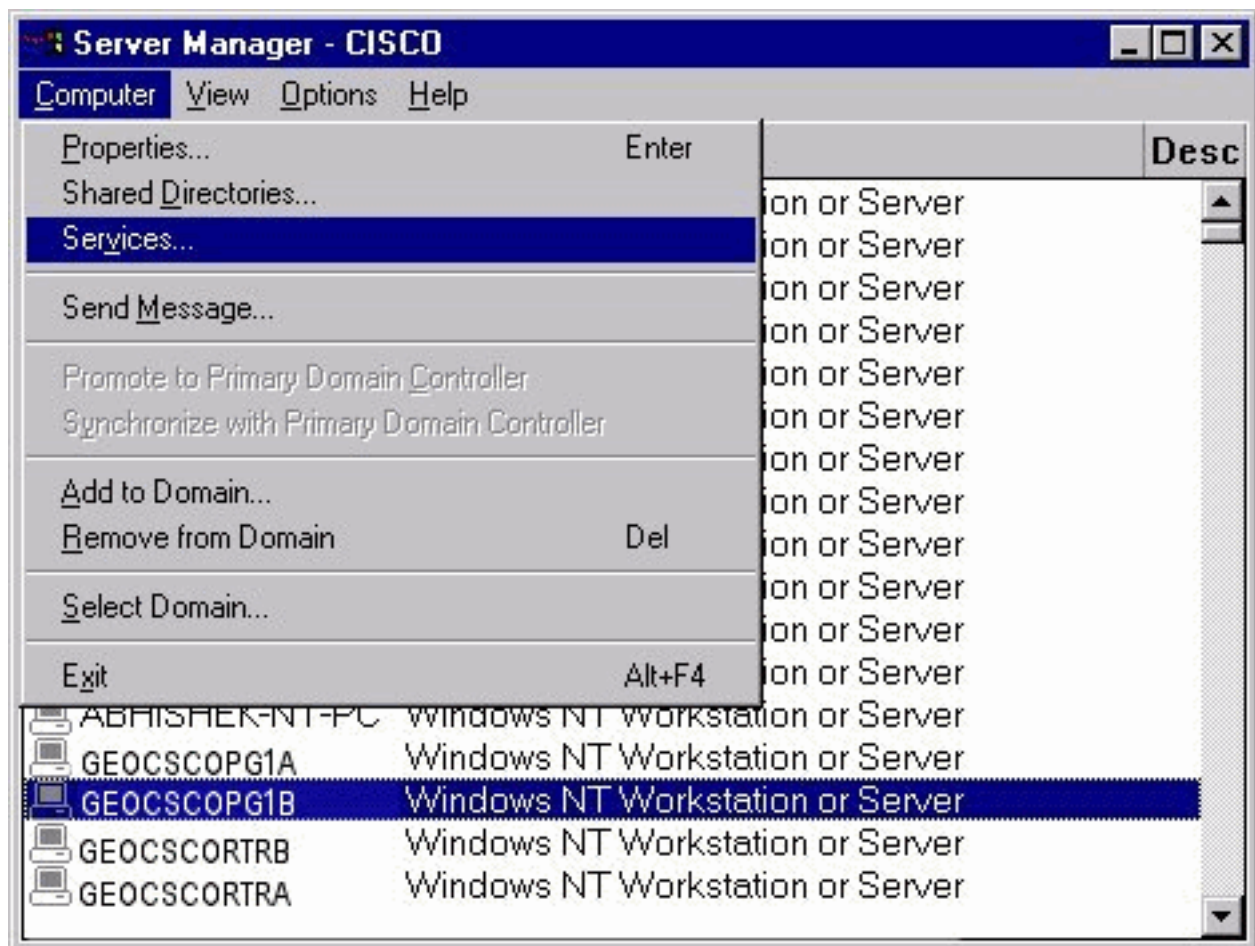 Server Manager - CISCO
Computer View Options Help
Properties... Enter
Desc
Shared Directories...
ion or Server
Services...
ion or Server
ion or Server
Send Message...
ion or Server
Promote to Primary Domain Controller
ion or Server
Synchronize with Primary Domain Controller
ion or Server
ion or Server
Add to Domain...
ion or Server
Remove from Domain Del
ion or Server
ion or Server
Select Domain...
ion or Server
Exit Alt+F4
ion or Server
ABHISHEK-NT-PC Windows NT Workstation or Server
GEOCSCOPG1A Windows NT Workstation or Server
GEOCSCOPG1B Windows NT Workstation or Server
GEOCSCORTRB Windows NT Workstation or Server
GEOCSCORTRA Windows NT Workstation or Server